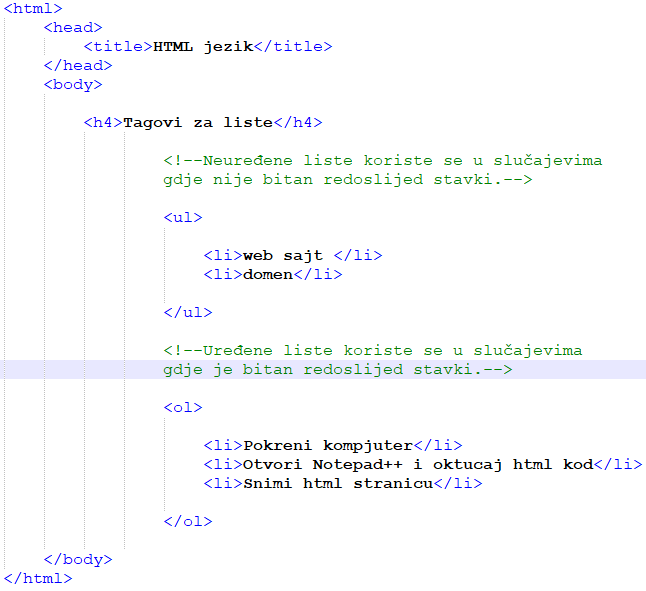 <html>
<head>
<title>HTML jezik</title>
</head>
<body>
<h4>Tagovi za liste</h4>
<!--Neuređene liste koriste se u slučajevima
gdje nije bitan redoslijed stavki.-->
<ul>
<li>web sajt </li>
<li>domen</li>
</ul>
<!--Uređene liste koriste se u slučajevima
gdje je bitan redoslijed stavki.-->
<ol>
<li>Pokreni kompjuter</li>
<li>Otvori Notepad++ i oktucaj html kod</li>
<li>Snimi html stranicu</li>
</ol>
</body>
</html>